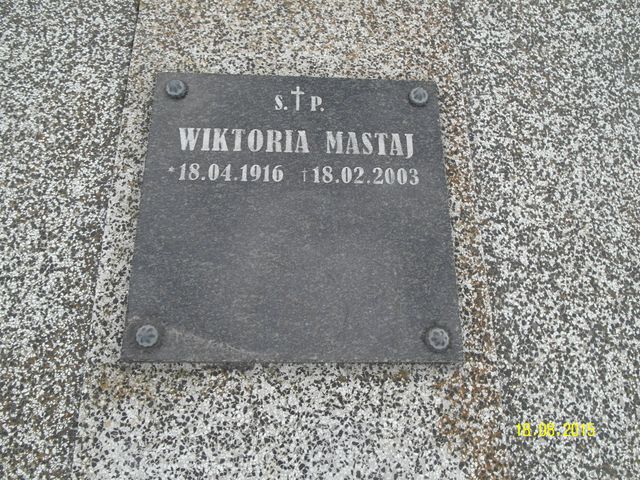 S.†P.
WIKTORIA MASTAJ
*18.04.1916 †18.02.2003
18.08.2015